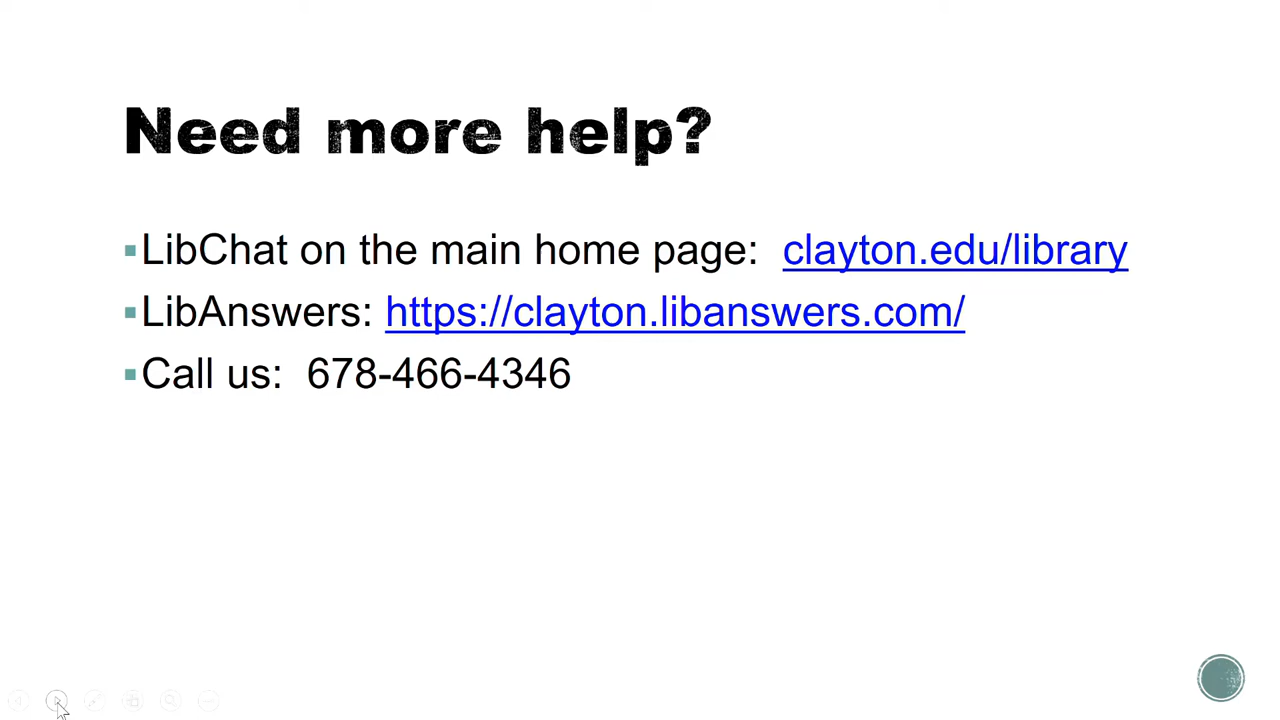 Need more help?
LibChat on the main home page: clayton.edu/library
LibAnswers: https://clayton.libanswers.com/
Call us: 678-466-4346